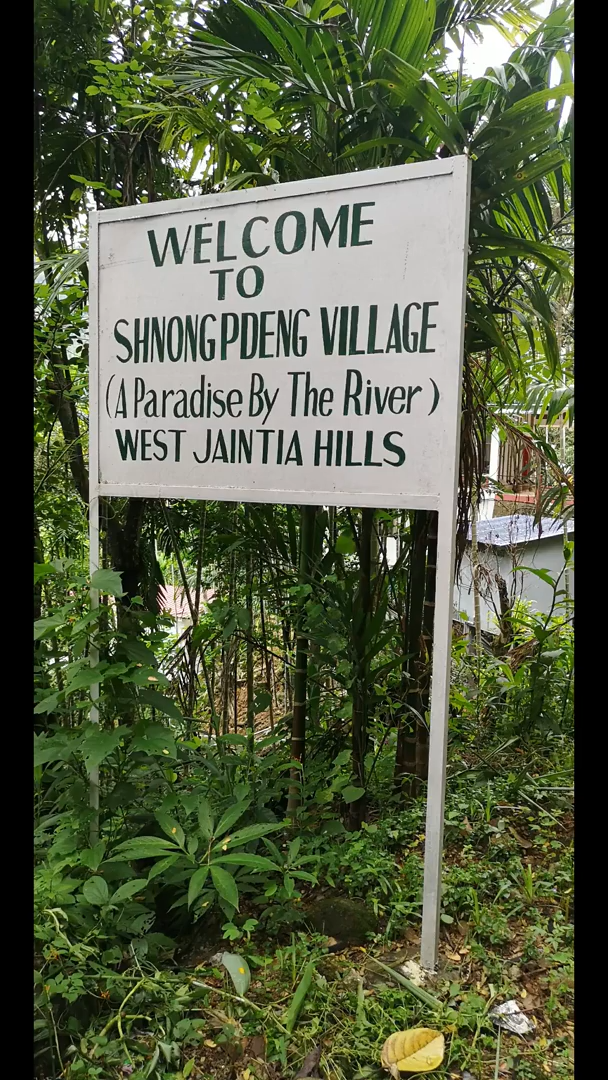 WELCOME
TO
SHNONGPDENG VILLAGE
(A Paradise By The River)
WEST JAINTIA HILLS